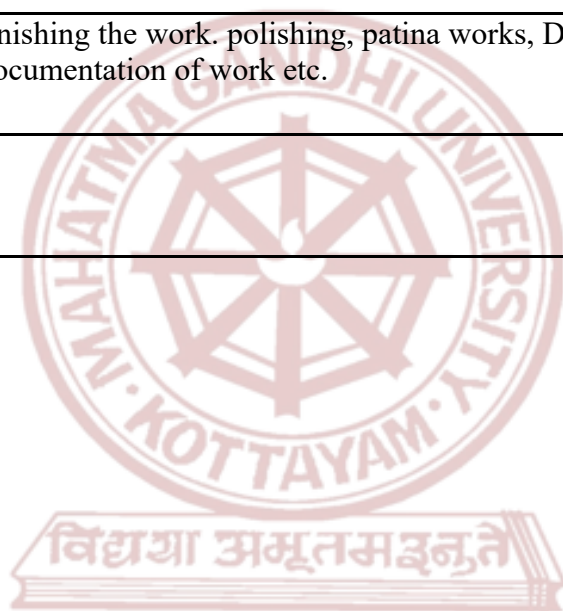 nishing the work. polishing, patina works, D
ocumentation of work etc.
MAHATMA GANDHI UNIVERSITY
KOTTAYAM
विद्यया अमृतमश्नुते